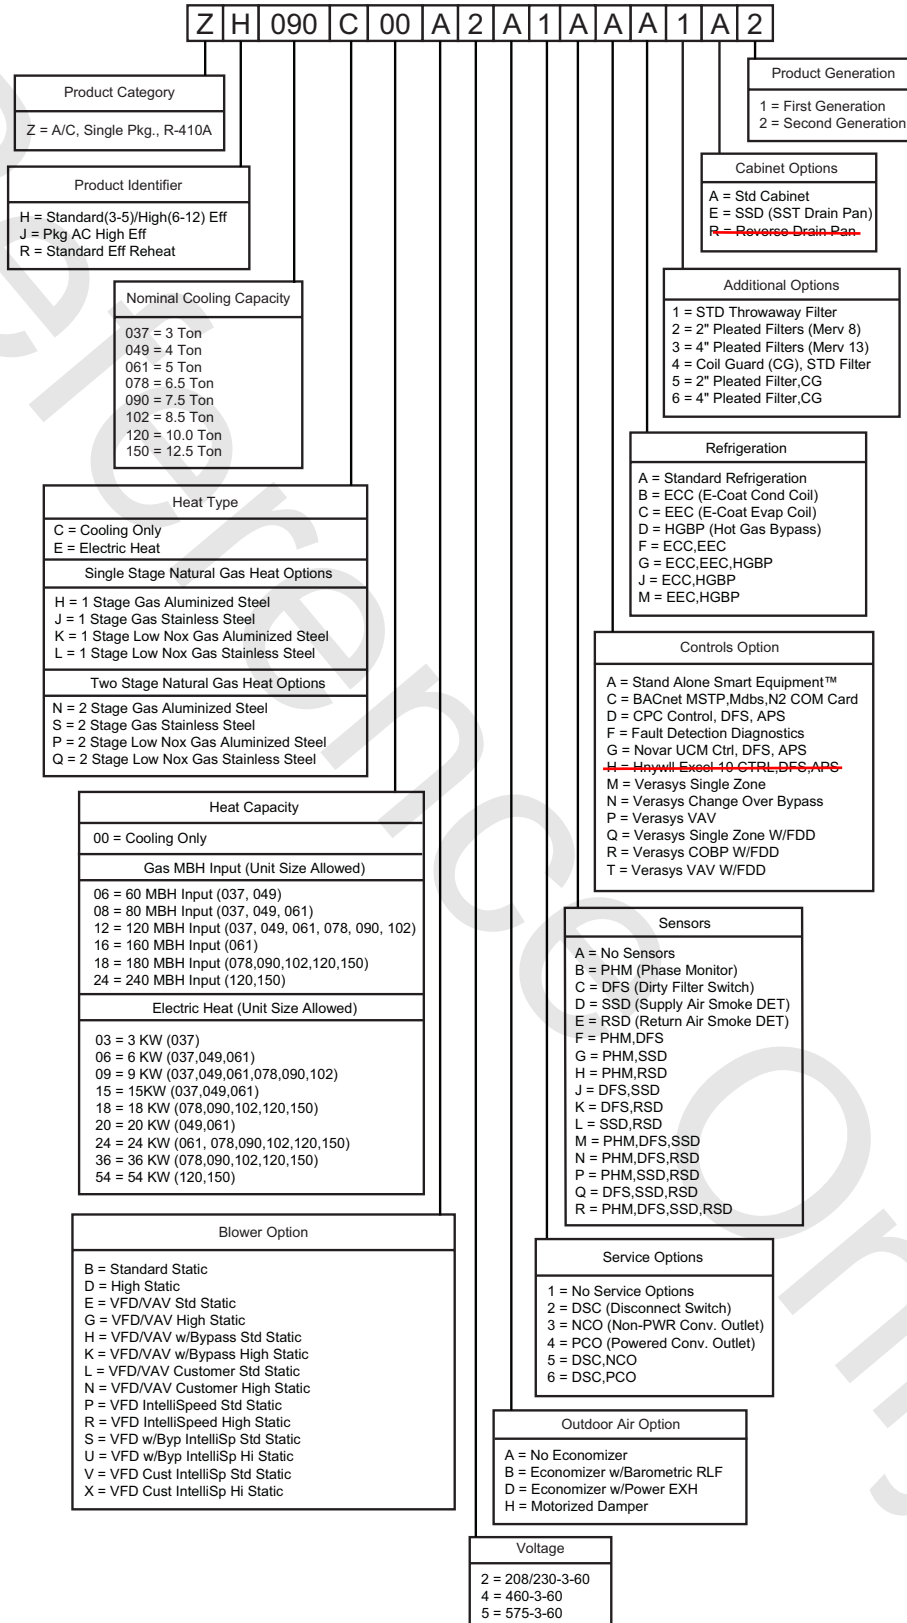 Z H 090 C 00 A 2 A 1 A A A 1 A 2
Product Category
Z = A/C, Single Pkg., R-410A
Product Identifier
H = Standard(3-5)/High(6-12) Eff
J = Pkg AC High Eff
R = Standard Eff Reheat
Nominal Cooling Capacity
037 = 3 Ton
049 = 4 Ton
061 = 5 Ton
078 = 6.5 Ton
090 = 7.5 Ton
102 = 8.5 Ton
120 = 10.0 Ton
150 = 12.5 Ton
Heat Type
C = Cooling Only
E = Electric Heat
Single Stage Natural Gas Heat Options
H = 1 Stage Gas Aluminized Steel
J = 1 Stage Gas Stainless Steel
K = 1 Stage Low Nox Gas Aluminized Steel
L = 1 Stage Low Nox Gas Stainless Steel
Two Stage Natural Gas Heat Options
N = 2 Stage Gas Aluminized Steel
S = 2 Stage Gas Stainless Steel
P = 2 Stage Low Nox Gas Aluminized Steel
Q = 2 Stage Low Nox Gas Stainless Steel
Heat Capacity
00 = Cooling Only
Gas MBH Input (Unit Size Allowed)
06 = 60 MBH Input (037, 049)
08 = 80 MBH Input (037, 049, 061)
12 = 120 MBH Input (037, 049, 061, 078, 090, 102)
16 = 160 MBH Input (061)
18 = 180 MBH Input (078,090,102,120,150)
24 = 240 MBH Input (120,150)
Electric Heat (Unit Size Allowed)
03 = 3 KW (037)
06 = 6 KW (037,049,061)
09 = 9 KW (037,049,061,078,090,102)
15 = 15KW (037,049,061)
18 = 18 KW (078,090,102,120,150)
20 = 20 KW (049,061)
24 = 24 KW (061, 078,090,102,120,150)
36 = 36 KW (078,090,102,120,150)
54 = 54 KW (120,150)
Blower Option
B = Standard Static
D = High Static
E = VFD/VAV Std Static
G = VFD/VAV High Static
H = VFD/VAV w/Bypass Std Static
K = VFD/VAV w/Bypass High Static
L = VFD/VAV Customer Std Static
N = VFD/VAV Customer High Static
P = VFD IntelliSpeed Std Static
R = VFD IntelliSpeed High Static
S = VFD w/Byp IntelliSp Std Static
U = VFD w/Byp IntelliSp Hi Static
V = VFD Cust IntelliSp Std Static
X = VFD Cust IntelliSp Hi Static
Product Generation
1 = First Generation
2 = Second Generation
Cabinet Options
A = Std Cabinet
E = SSD (SST Drain Pan)
R = Reverse Drain Pan
Additional Options
1 = STD Throwaway Filter
2 = 2" Pleated Filters (Merv 8)
3 = 4" Pleated Filters (Merv 13)
4 = Coil Guard (CG), STD Filter
5 = 2" Pleated Filter,CG
6 = 4" Pleated Filter,CG
Refrigeration
A = Standard Refrigeration
B = ECC (E-Coat Cond Coil)
C = EEC (E-Coat Evap Coil)
D = HGBP (Hot Gas Bypass)
F = ECC,EEC
G = ECC,EEC,HGBP
J = ECC,HGBP
M = EEC,HGBP
Controls Option
A = Stand Alone Smart Equipment™
C = BACnet MSTP,Mdbs,N2 COM Card
D = CPC Control, DFS, APS
F = Fault Detection Diagnostics
G = Novar UCM Ctrl, DFS, APS
H = Hnywll Excel 10 CTRL,DFS,APS
M = Verasys Single Zone
N = Verasys Change Over Bypass
P = Verasys VAV
Q = Verasys Single Zone W/FDD
R = Verasys COBP W/FDD
T = Verasys VAV W/FDD
Sensors
A = No Sensors
B = PHM (Phase Monitor)
C = DFS (Dirty Filter Switch)
D = SSD (Supply Air Smoke DET)
E = RSD (Return Air Smoke DET)
F = PHM,DFS
G = PHM,SSD
H = PHM,RSD
J = DFS,SSD
K = DFS,RSD
L = SSD,RSD
M = PHM,DFS,SSD
N = PHM,DFS,RSD
P = PHM,SSD,RSD
Q = DFS,SSD,RSD
R = PHM,DFS,SSD,RSD
Service Options
1 = No Service Options
2 = DSC (Disconnect Switch)
3 = NCO (Non-PWR Conv. Outlet)
4 = PCO (Powered Conv. Outlet)
5 = DSC,NCO
6 = DSC,PCO
Outdoor Air Option
A = No Economizer
B = Economizer w/Barometric RLF
D = Economizer w/Power EXH
H = Motorized Damper
Voltage
2 = 208/230-3-60
4 = 460-3-60
5 = 575-3-60